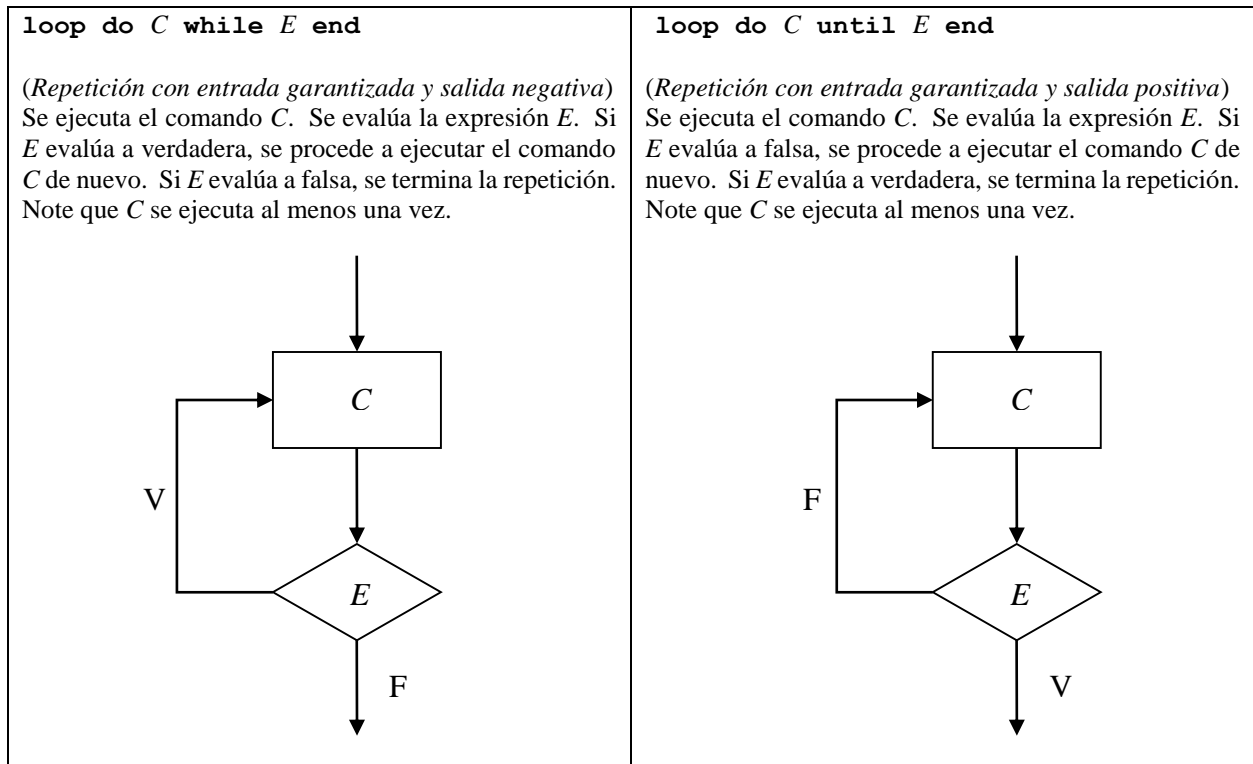 loop do C while E end
(Repetición con entrada garantizada y salida negativa)
Se ejecuta el comando C. Se evalúa la expresión E. Si
E evalúa a verdadera, se procede a ejecutar el comando
C de nuevo. Si E evalúa a falsa, se termina la repetición.
Note que C se ejecuta al menos una vez.
C
V
E
F
loop do C until E end
(Repetición con entrada garantizada y salida positiva)
Se ejecuta el comando C. Se evalúa la expresión E. Si
E evalúa a falsa, se procede a ejecutar el comando C de
nuevo. Si E evalúa a verdadera, se termina la repetición.
Note que C se ejecuta al menos una vez.
C
F
E
V